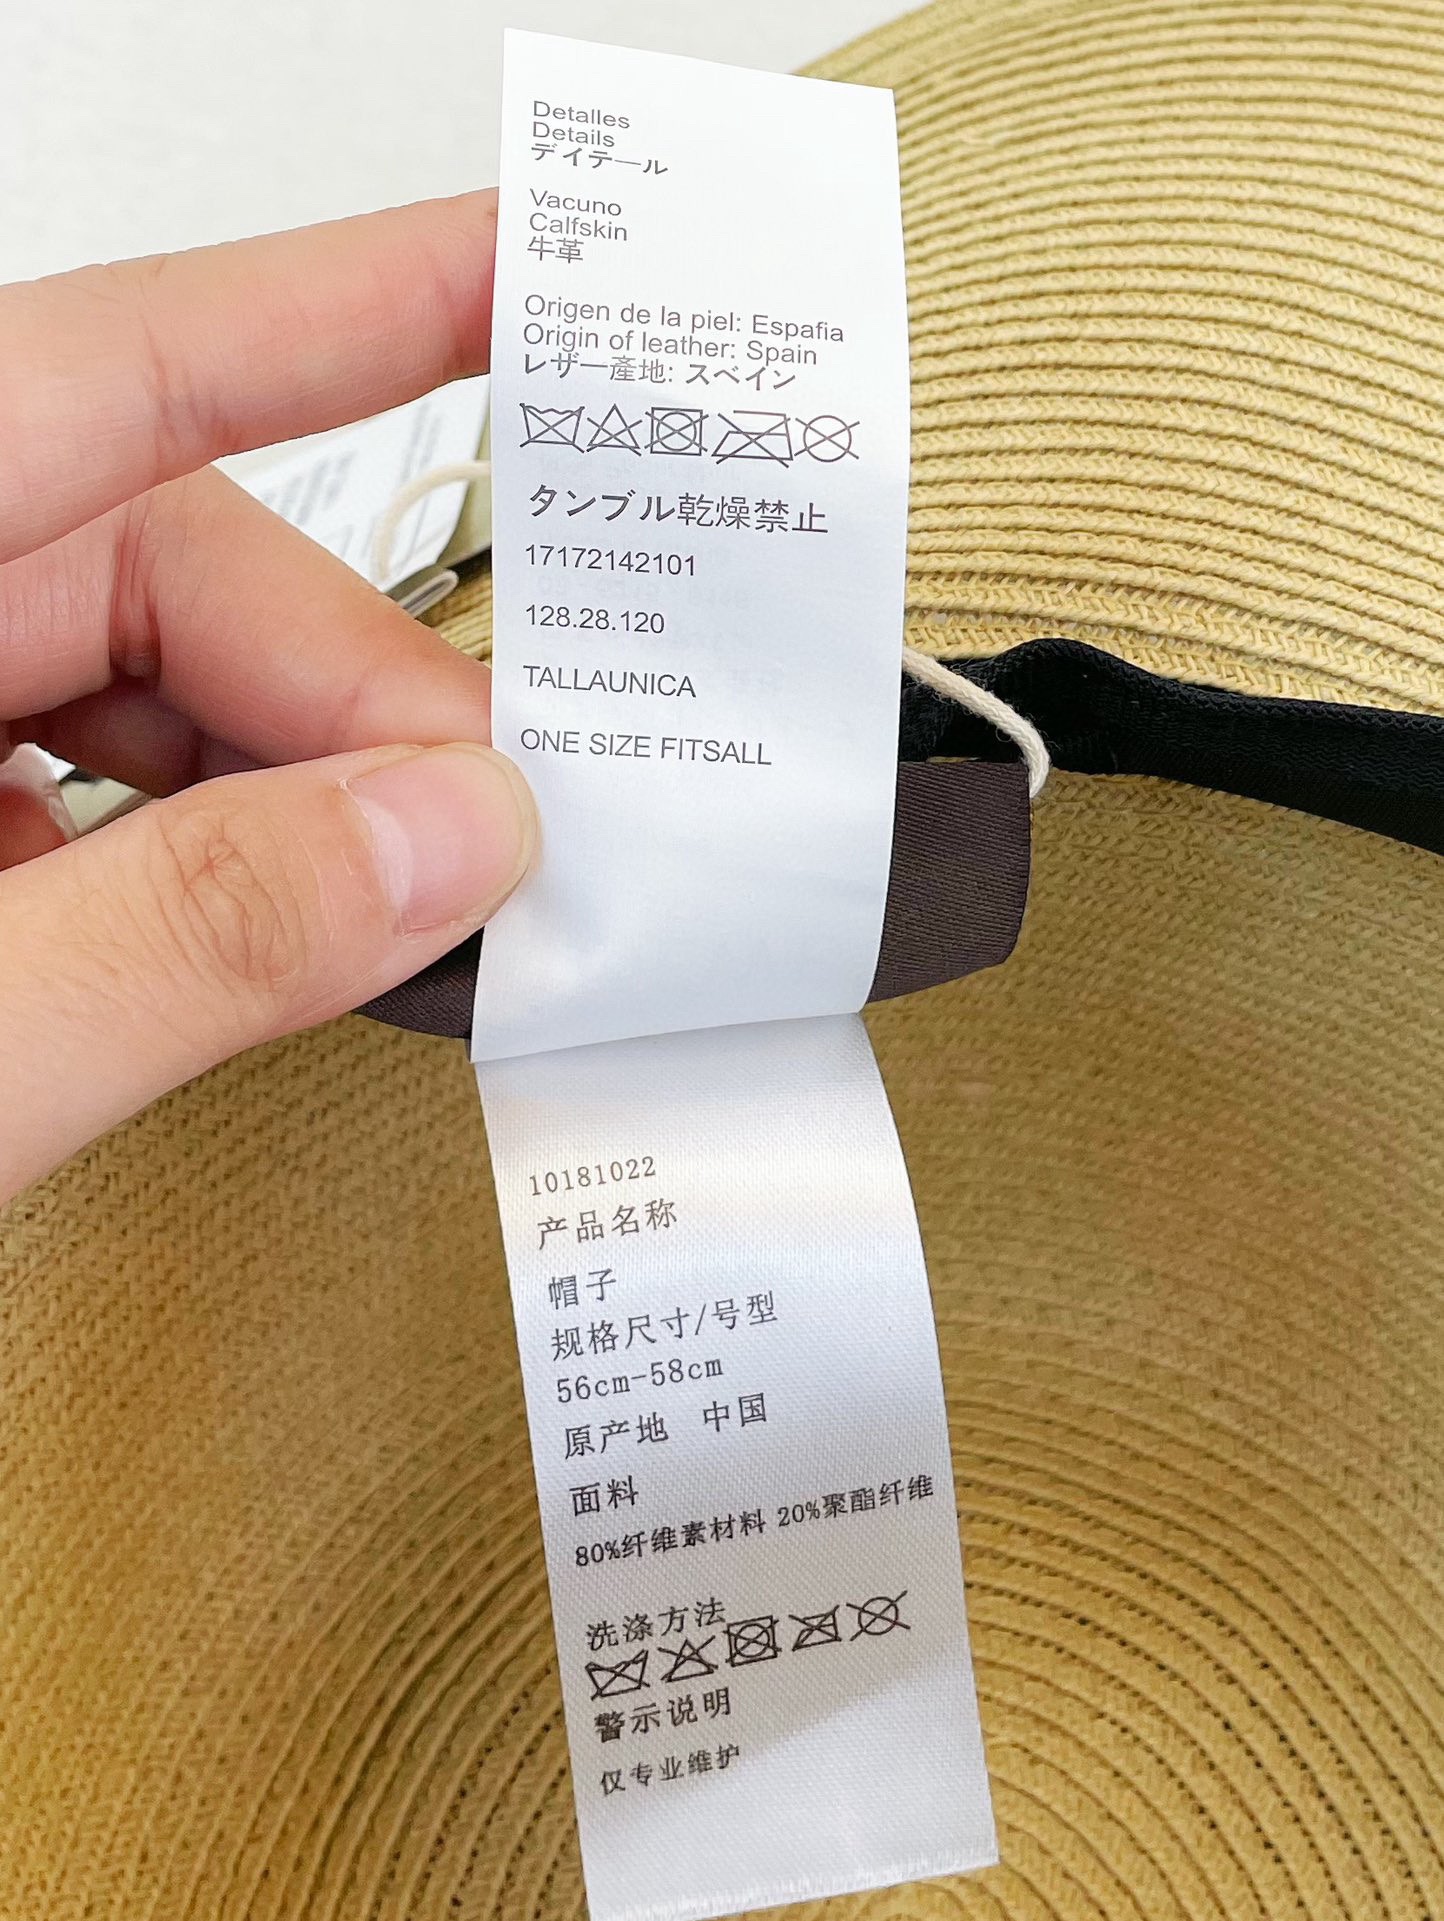 Detalles
Details
デイテール
Vacuno
Calfskin
牛革
Origen de la piel: Espafia
Origin of leather: Spain
レザー產地: スベイン
タンブル乾燥禁止
17172142101
128.28.120
TALLAUNICA
ONE SIZE FITSALL
10181022
产品名称
帽子
规格尺寸/号型
56cm-58cm
原产地 中国
面料
80%纤维素材料 20%聚酯纤维
洗涤方法
警示说明
仅专业维护